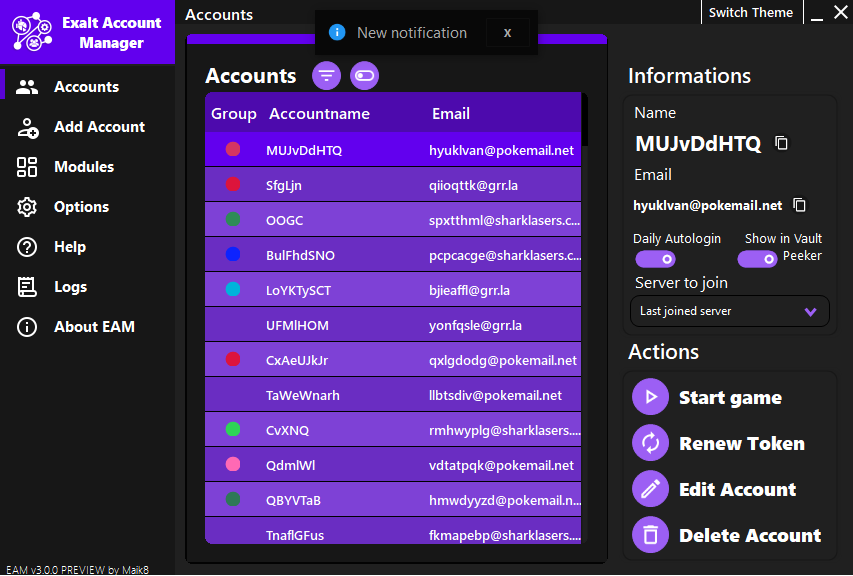 Exalt Account
Manager
Accounts
Add Account
Modules
Options
Help
Logs
About EAM
EAM v3.0.0 PREVIEW by Maik8
Accounts
New notification x
Switch Theme
Accounts
Group Accountname Email
MUJvDdHTQ hyuklvan@pokemail.net
SfgLjn qiioqttk@grr.la
OOGC spxtthml@sharklasers.c...
BulFhdSNO pcpcacge@sharklasers.c...
LoYKTySCT bjieaffl@grr.la
UFMlHOM yonfqsle@grr.la
CxAeUJkJr qxlgdodg@pokemail.net
TaWeWnarh llbtsdiv@pokemail.net
CvXNQ rmhwyplg@sharklasers....
QdmlWl vdtatpqk@pokemail.net
QBYVTaB hmwdyyzd@pokemail.n...
TnaflGFus fkmapebp@sharklasers....
Informations
Name
MUJvDdHTQ
Email
hyuklvan@pokemail.net
Daily Autologin
Show in Vault
Peeker
Server to join
Last joined server
Actions
Start game
Renew Token
Edit Account
Delete Account